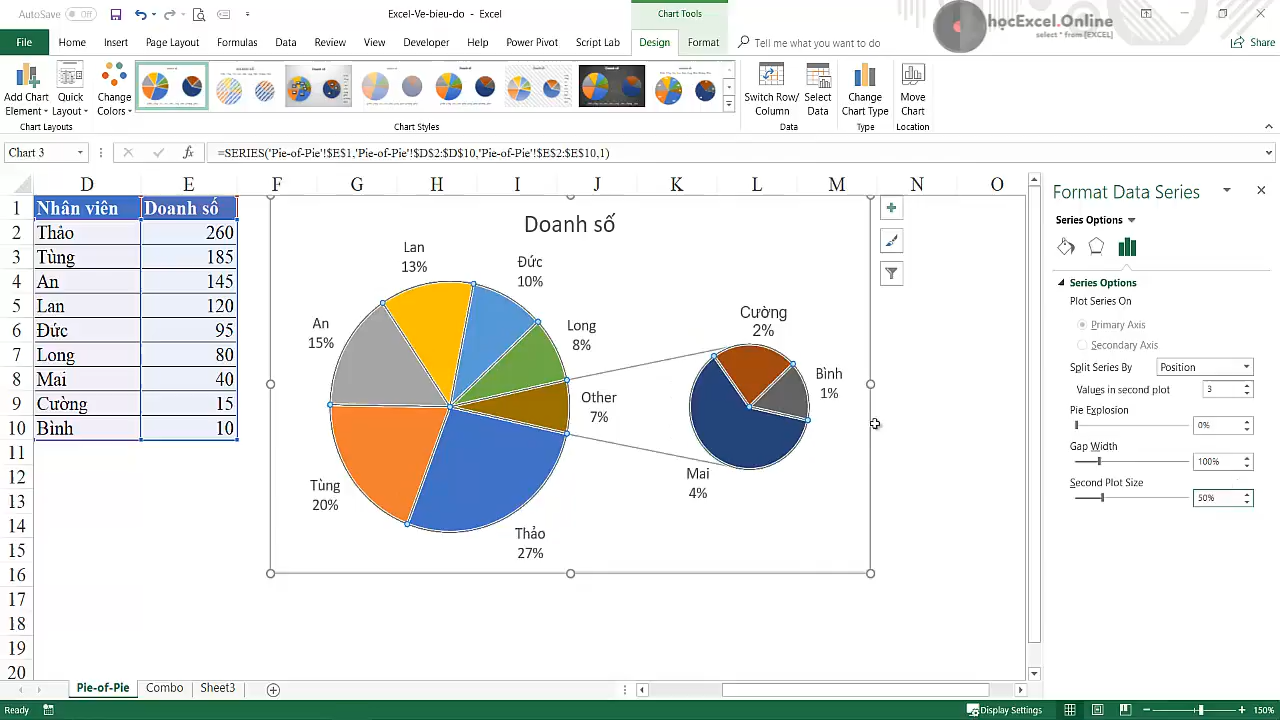 AutoSave Off
Excel-Ve-bieu-do - Excel
Chart Tools
họcExcel.Online
select * from [EXCEL]
File Home Insert Page Layout Formulas Data Review View Developer Help Power Pivot Script Lab Design Format Tell me what you want to do Share
Add Chart Element
Quick Layout
Change Colors
Switch Row/ Column
Select Data
Change Chart Type
Move Chart
Chart Layouts Chart Styles Data Type Location
Chart 3 fx =SERIES('Pie-of-Pie'!$E$1,'Pie-of-Pie'!$D$2:$D$10,'Pie-of-Pie'!$E$2:$E$10,1)
D E F G H I J K L M N O
1 Nhân viên Doanh số
2 Thảo 260
3 Tùng 185
4 An 145
5 Lan 120
6 Đức 95
7 Long 80
8 Mai 40
9 Cường 15
10 Bình 10
11
12
13
14
15
16
17
18
19
20
Doanh số
Lan
13%
Đức
10%
An
15%
Long
8%
Other
7%
Tùng
20%
Thảo
27%
Cường
2%
Bình
1%
Mai
4%
Format Data Series
Series Options
Series Options
Plot Series On
Primary Axis
Secondary Axis
Split Series By Position
Values in second plot 3
Pie Explosion
0%
Gap Width
100%
Second Plot Size
50%
Pie-of-Pie Combo Sheet3
Ready Display Settings 150%